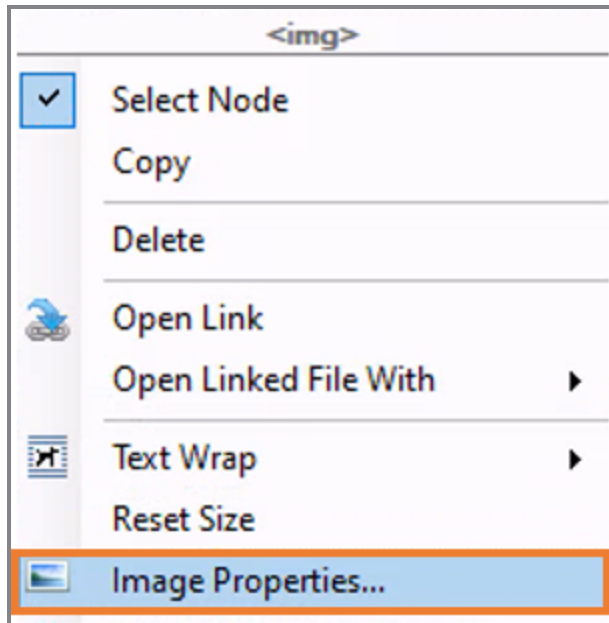 <img>
Select Node
Copy
Delete
Open Link
Open Linked File With
Text Wrap
Reset Size
Image Properties...